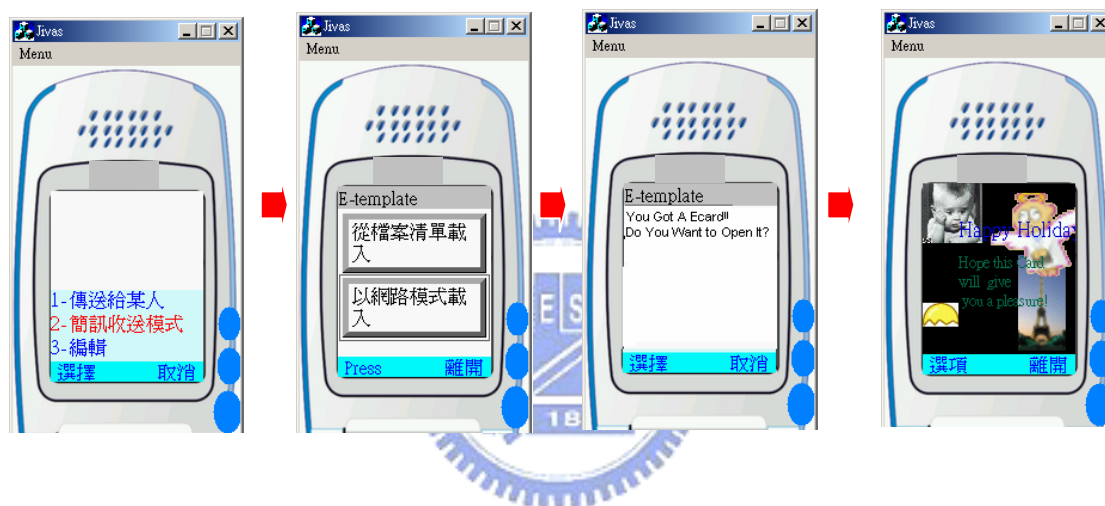 Jivas
Menu
1-傳送給某人
2-簡訊收送模式
3-編輯
選擇 取消
Jivas
Menu
E-template
從檔案清單載
入
以網路模式載
入
Press 離開
Jivas
Menu
E-template
You Got A Ecard!!!
Do You Want to Open It?
選擇 取消
Jivas
Menu
Happy Holiday
Hope this Card
will give
you a pleasure!
選項 離開
E S
18